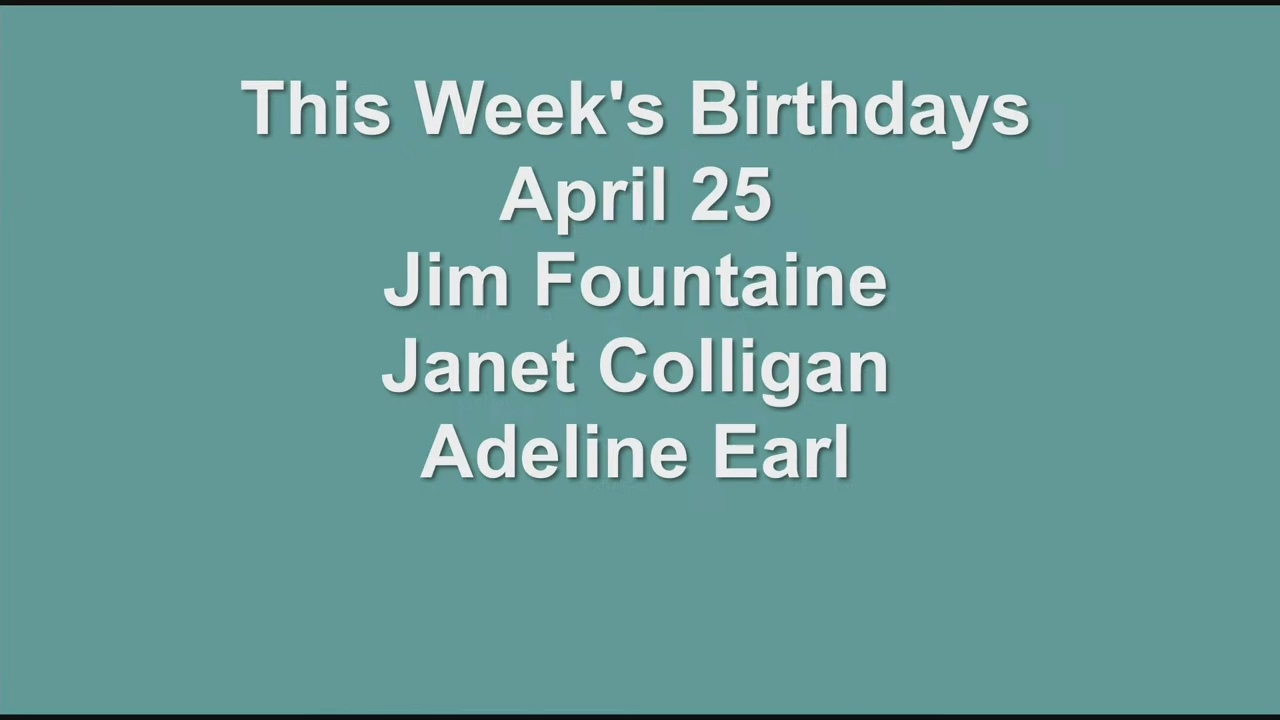 This Week's Birthdays
April 25
Jim Fountaine
Janet Colligan
Adeline Earl